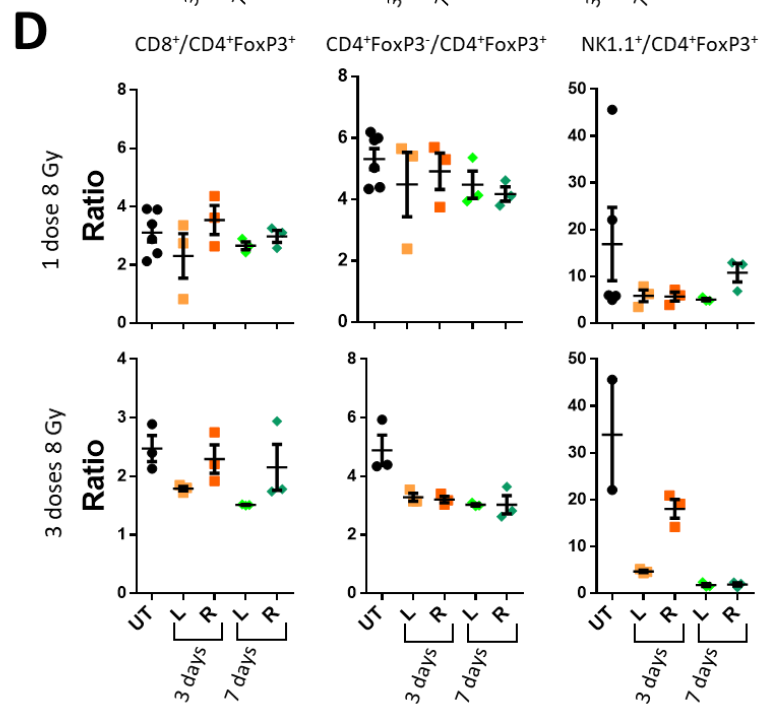 D
CD8⁺/CD4⁺FoxP3⁺ CD4⁺FoxP3⁻/CD4⁺FoxP3⁺ NK1.1⁺/CD4⁺FoxP3⁺
1 dose 8 Gy
Ratio
8
6
4
2
0
8
6
4
2
0
50
40
30
20
10
0
3 doses 8 Gy
Ratio
4
3
2
1
0
8
6
4
2
0
50
40
30
20
10
0
UT L R L R
3 days 7 days
UT L R L R
3 days 7 days
UT L R L R
3 days 7 days